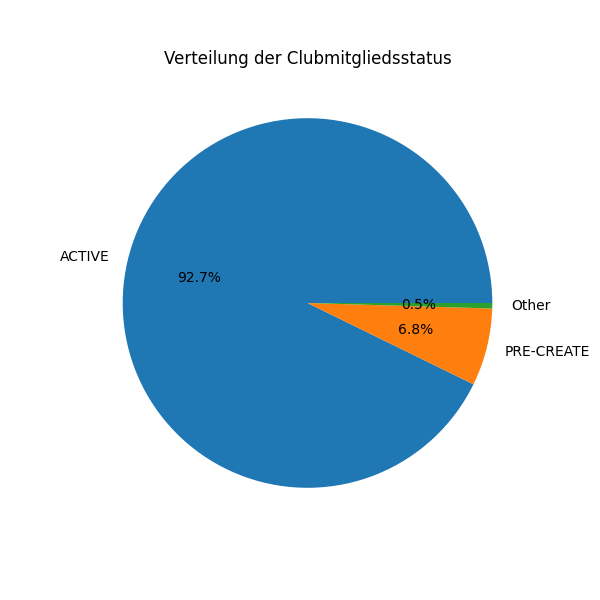 Verteilung der Clubmitgliedsstatus
ACTIVE
92.7%
0.5%
Other
6.8%
PRE-CREATE